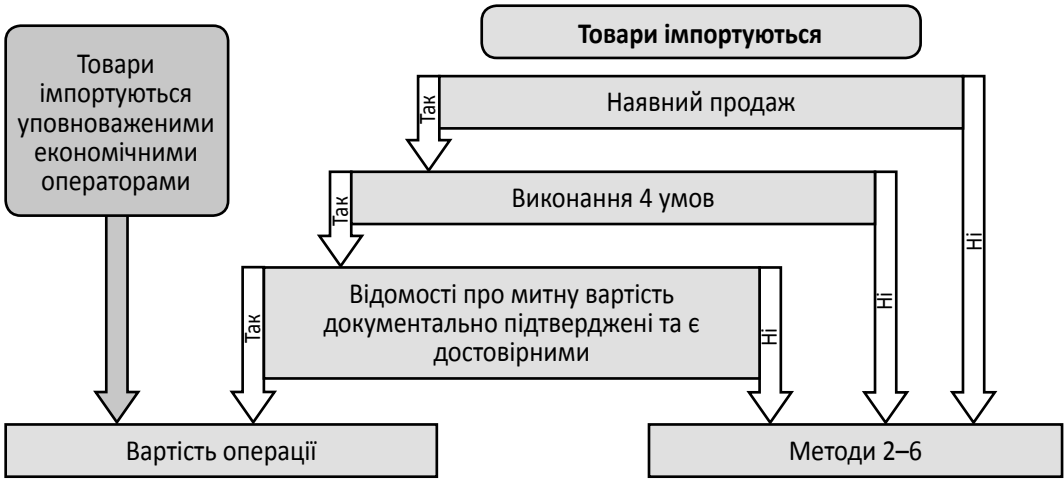 Товари імпортуються
Товари
імпортуються
уповноваженими
економічними
операторами
Так
Наявний продаж
Ні
Так
Виконання 4 умов
Ні
Так
Відомості про митну вартість
документально підтверджені та є
достовірними
Ні
Вартість операції
Методи 2–6